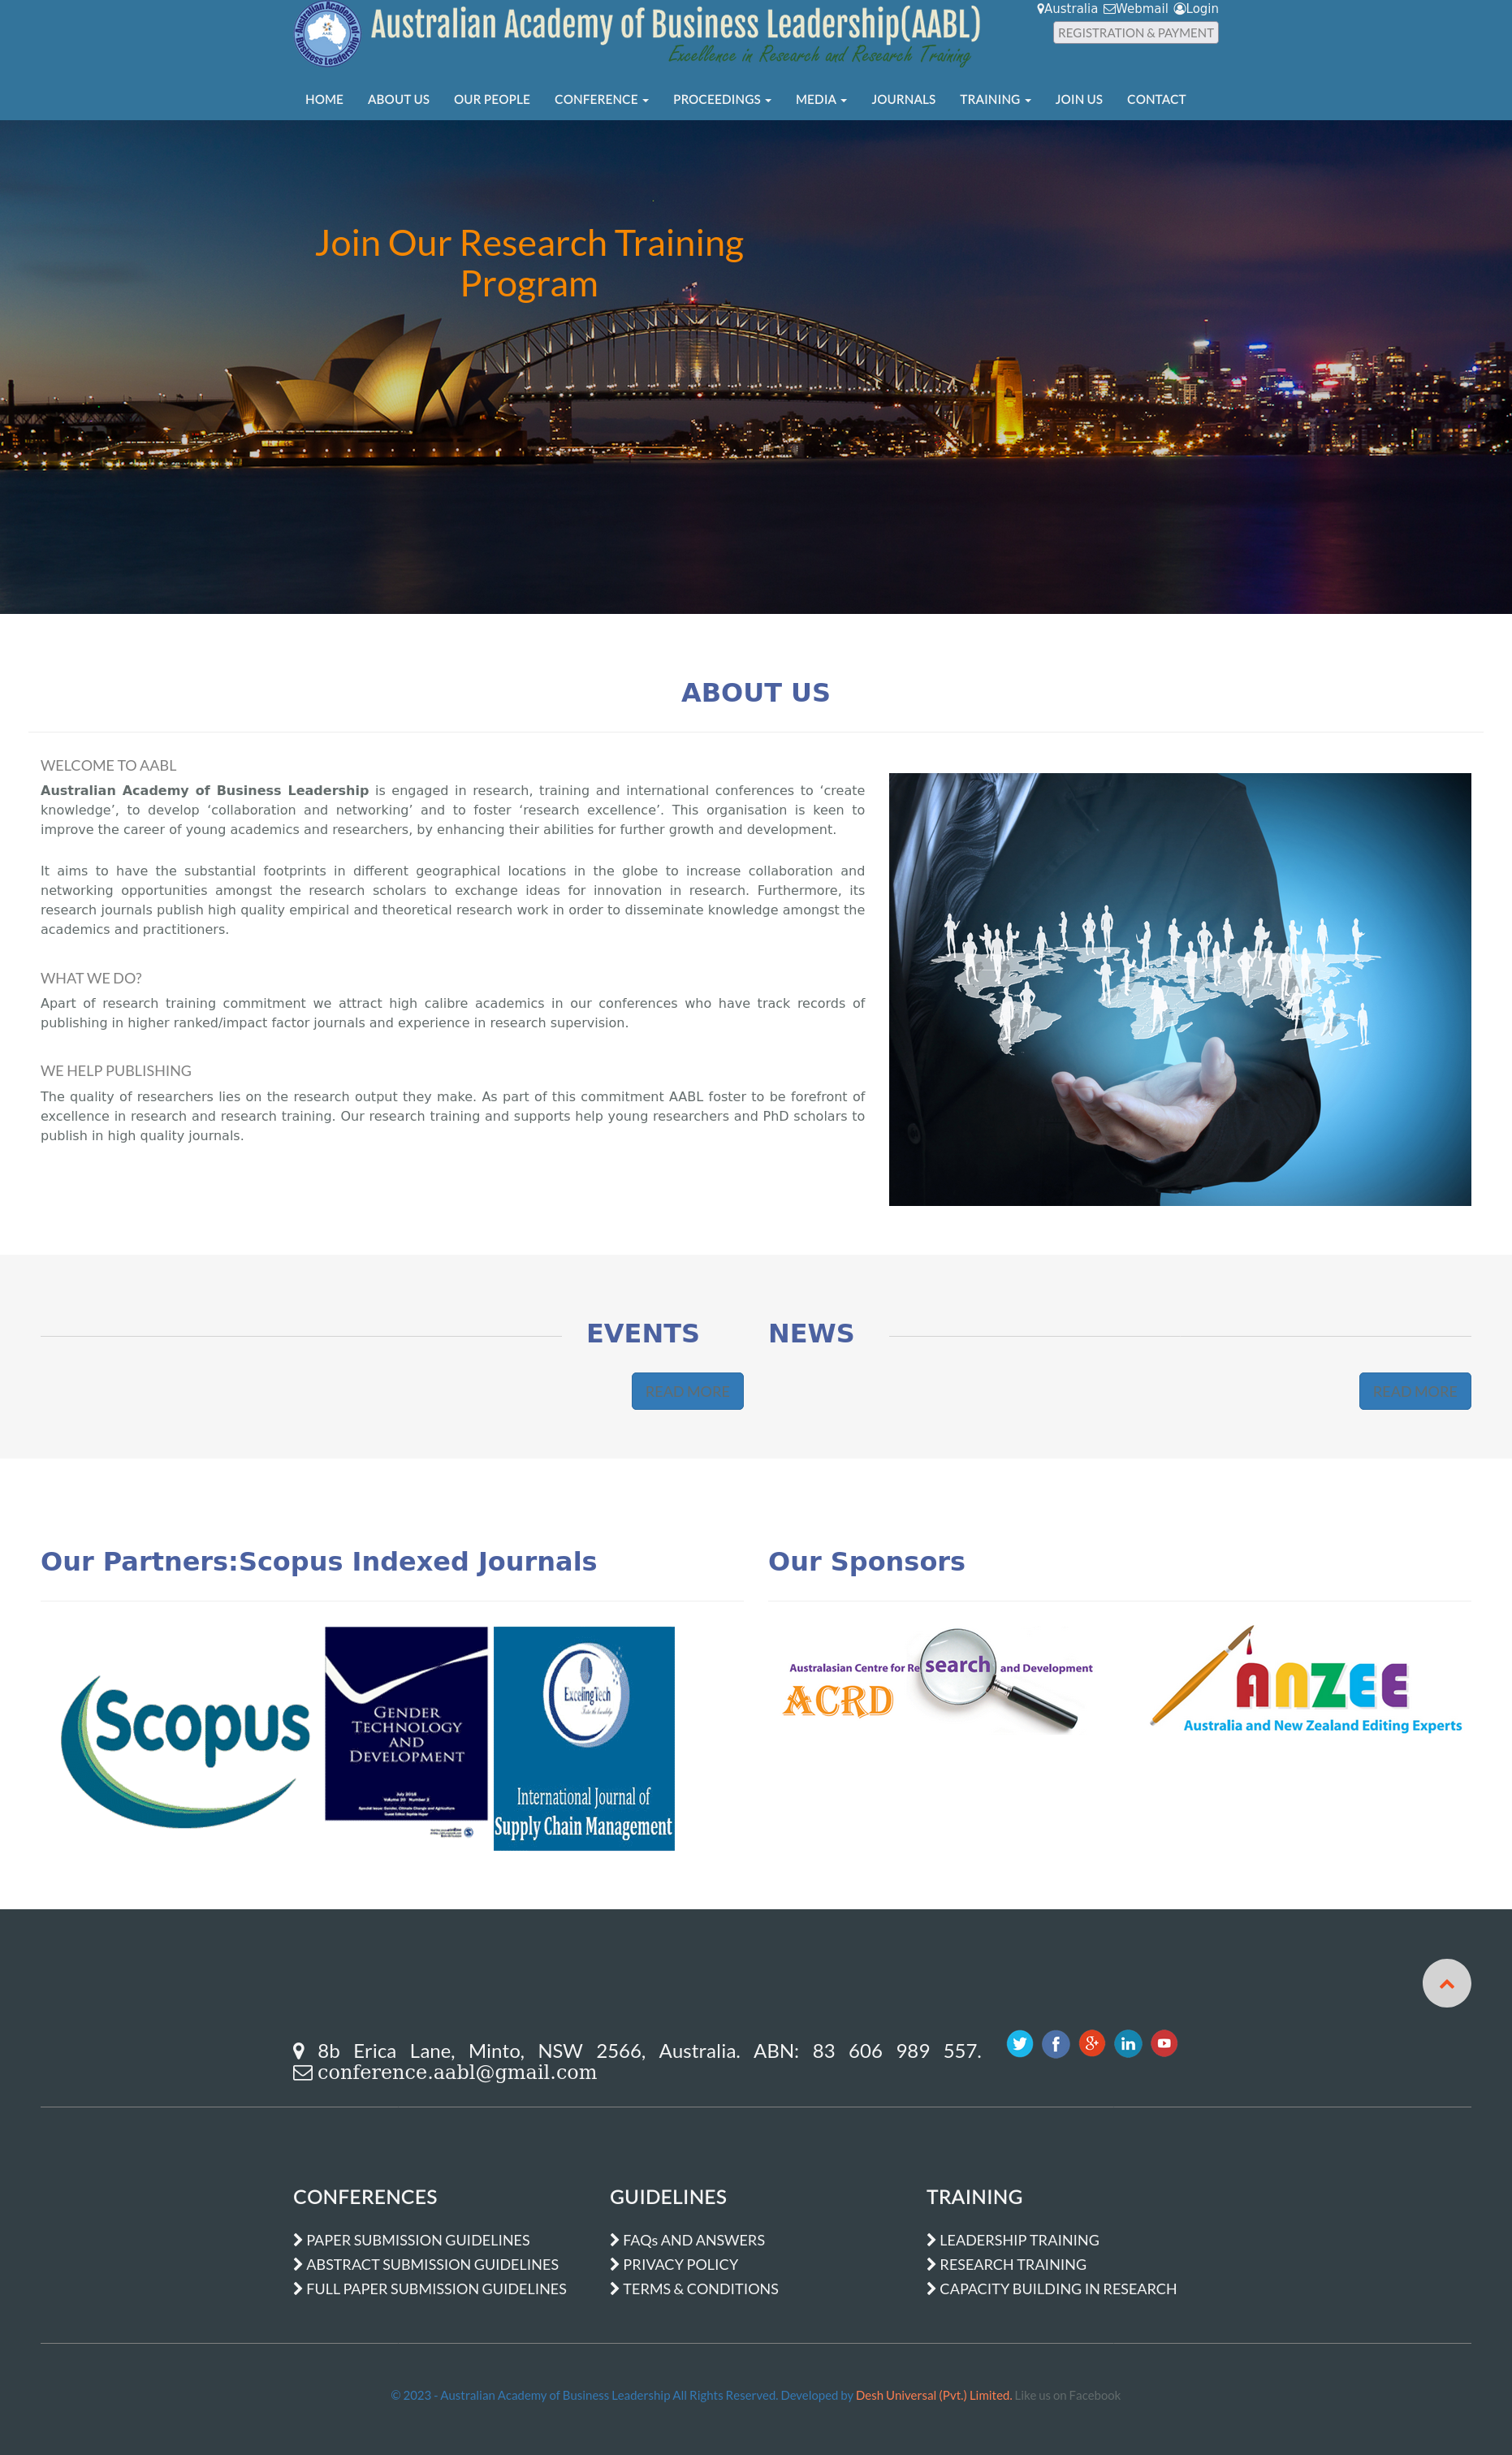 Australian Academy of Business Leadership(AABL)
Excellence in Research and Research Training
Australia Webmail Login
REGISTRATION & PAYMENT
HOME ABOUT US OUR PEOPLE CONFERENCE PROCEEDINGS MEDIA JOURNALS TRAINING JOIN US CONTACT
Join Our Research Training
Program
ABOUT US
WELCOME TO AABL
Australian Academy of Business Leadership is engaged in research, training and international conferences to ‘create
knowledge’, to develop ‘collaboration and networking’ and to foster ‘research excellence’. This organisation is keen to
improve the career of young academics and researchers, by enhancing their abilities for further growth and development.
It aims to have the substantial footprints in different geographical locations in the globe to increase collaboration and
networking opportunities amongst the research scholars to exchange ideas for innovation in research. Furthermore, its
research journals publish high quality empirical and theoretical research work in order to disseminate knowledge amongst the
academics and practitioners.
WHAT WE DO?
Apart of research training commitment we attract high calibre academics in our conferences who have track records of
publishing in higher ranked/impact factor journals and experience in research supervision.
WE HELP PUBLISHING
The quality of researchers lies on the research output they make. As part of this commitment AABL foster to be forefront of
excellence in research and research training. Our research training and supports help young researchers and PhD scholars to
publish in high quality journals.
EVENTS
READ MORE
NEWS
READ MORE
Our Partners:Scopus Indexed Journals
Scopus
GENDER
TECHNOLOGY
AND
DEVELOPMENT
July 2016
Volume 20 Number 2
ExcelingTech
International Journal of
Supply Chain Management
Our Sponsors
Australasian Centre for Research and Development
ACRD
ANZEE
Australia and New Zealand Editing Experts
8b Erica Lane, Minto, NSW 2566, Australia. ABN: 83 606 989 557.
conference.aabl@gmail.com
CONFERENCES
PAPER SUBMISSION GUIDELINES
ABSTRACT SUBMISSION GUIDELINES
FULL PAPER SUBMISSION GUIDELINES
GUIDELINES
FAQs AND ANSWERS
PRIVACY POLICY
TERMS & CONDITIONS
TRAINING
LEADERSHIP TRAINING
RESEARCH TRAINING
CAPACITY BUILDING IN RESEARCH
© 2023 - Australian Academy of Business Leadership All Rights Reserved. Developed by Desh Universal (Pvt.) Limited. Like us on Facebook